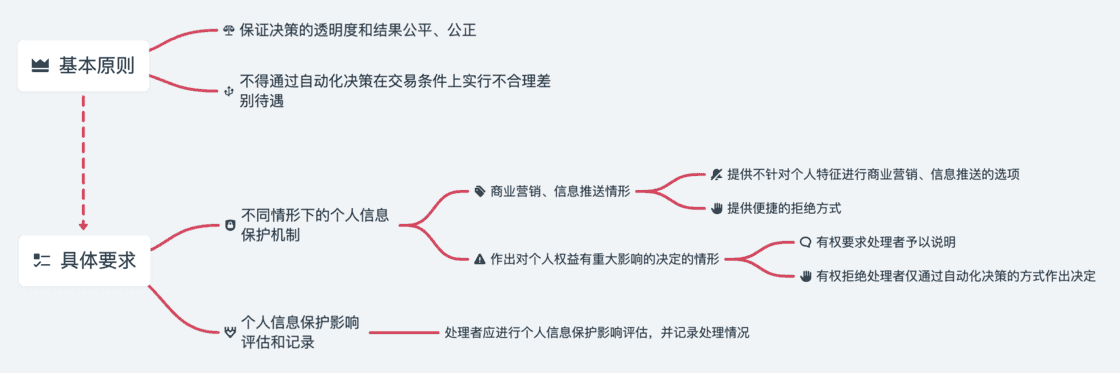 基本原则
保证决策的透明度和结果公平、公正
不得通过自动化决策在交易条件上实行不合理差
别待遇
具体要求
不同情形下的个人信息
保护机制
商业营销、信息推送情形
提供不针对个人特征进行商业营销、信息推送的选项
提供便捷的拒绝方式
作出对个人权益有重大影响的决定的情形
有权要求处理者予以说明
有权拒绝处理者仅通过自动化决策的方式作出决定
个人信息保护影响
评估和记录
处理者应进行个人信息保护影响评估，并记录处理情况